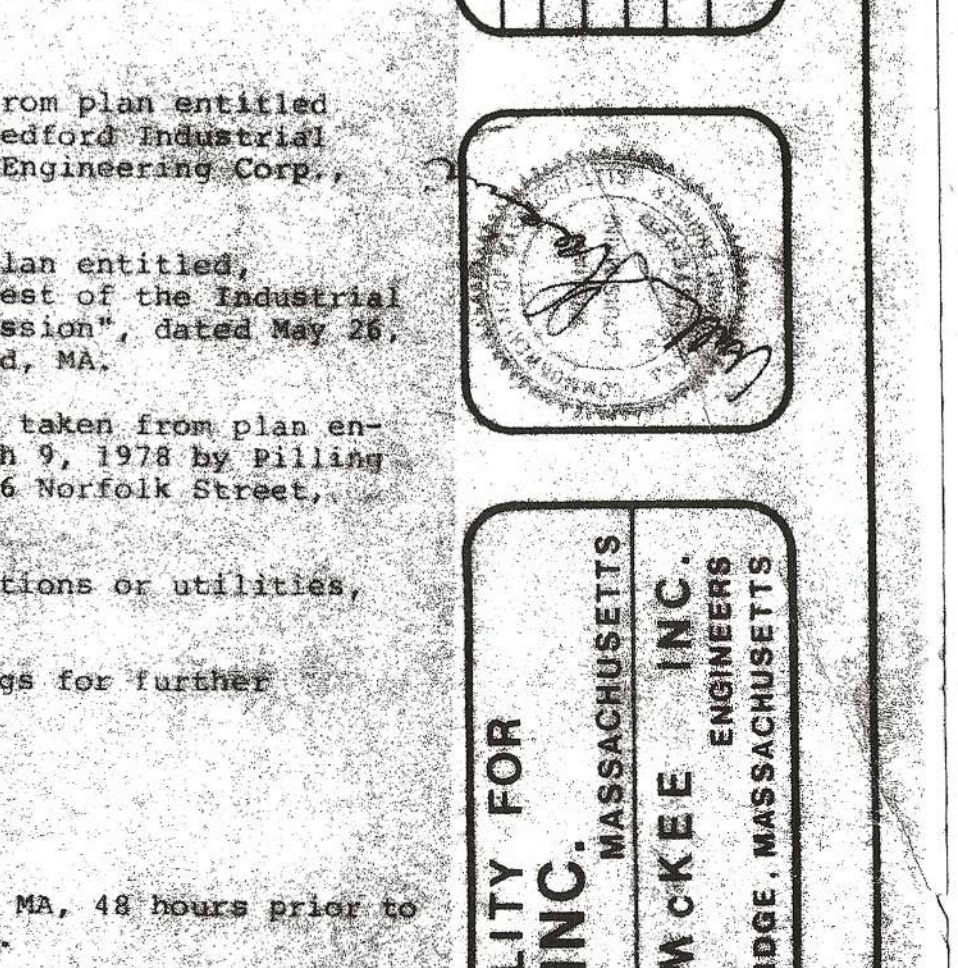 rom plan entitled
edford Industrial
Engineering Corp.,
lan entitled,
est of the Industrial
ssion", dated May 26,
d, MA.
taken from plan en-
h 9, 1978 by Pilling
6 Norfolk Street,
tions or utilities,
gs for further
MA, 48 hours prior to
.
LITY FOR
INC.
MASSACHUSETTS
MCKEE INC.
ENGINEERS
DGE, MASSACHUSETTS